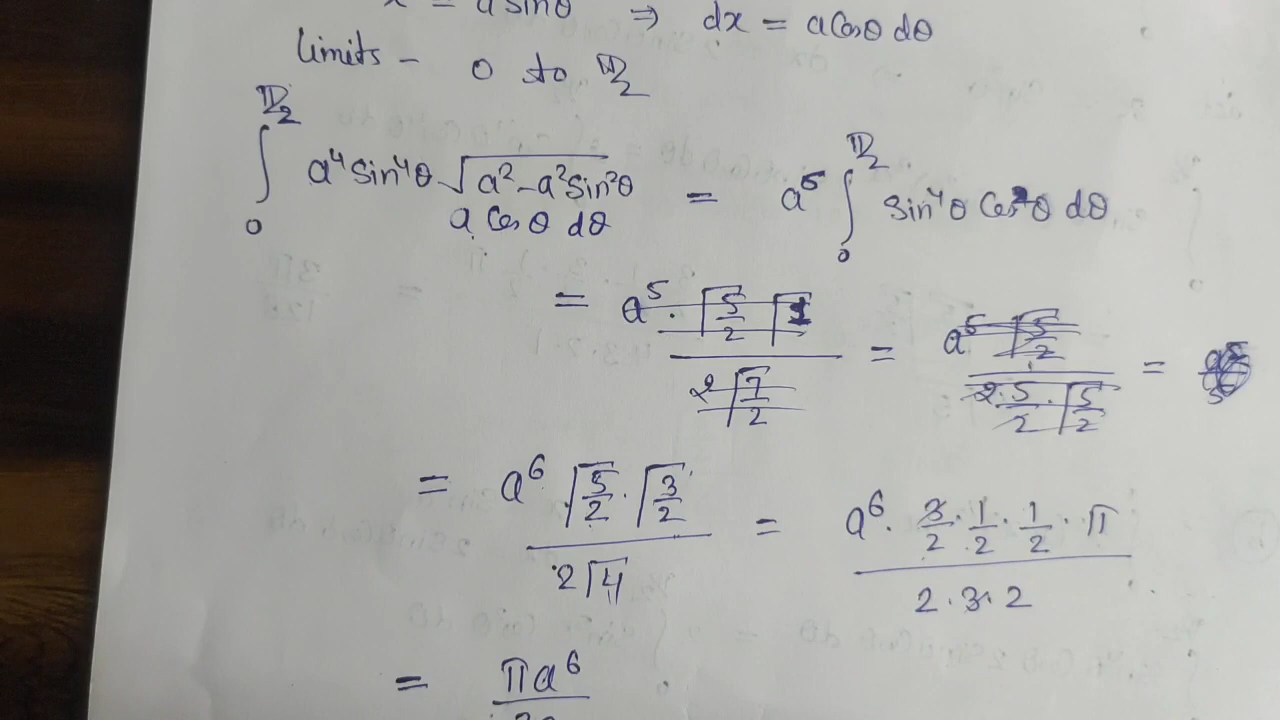 x = a sinθ ⇒ dx = a Cosθ dθ
limits - 0 to π/2
∫₀^{π/2} a⁴ sin⁴θ √(a² - a² sin²θ) a Cosθ dθ = a⁵ ∫₀^{π/2} sin⁴θ Cos²θ dθ
= a⁵ · Γ(5/2) Γ(1) / 2Γ(7/2) = a⁵ Γ(5/2) / (2 · 5/2 · Γ(5/2)) =
= a⁶ Γ(5/2) · Γ(3/2) / 2Γ(4) = a⁶ · 3/2 · 1/2 · 1/2 · π / 2·3·2
= πa⁶